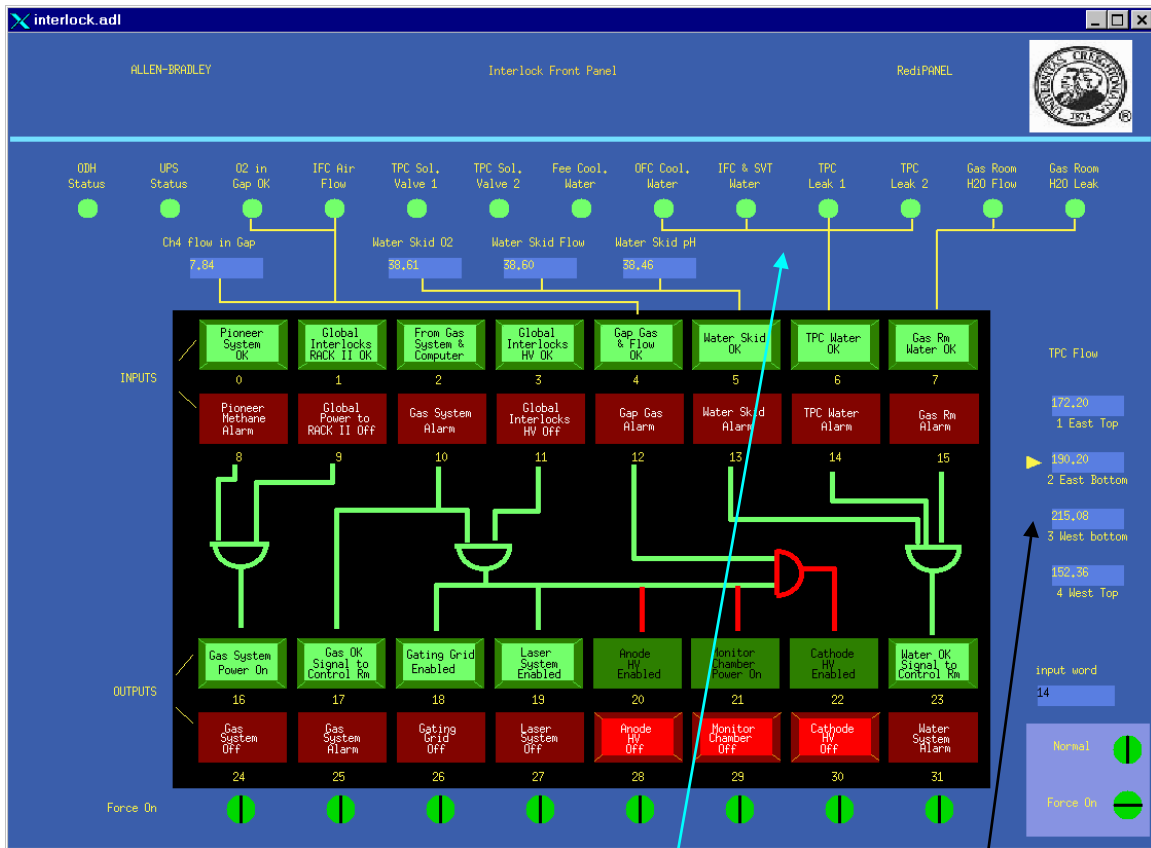 interlock.adl
ALLEN-BRADLEY
Interlock Front Panel
RediPANEL
UNIVERSITAS CREIGHTONIANA
1878
®
ODH
Status
UPS
Status
O2 in
Gap OK
IFC Air
Flow
TPC Sol.
Valve 1
TPC Sol.
Valve 2
Fee Cool.
Water
OFC Cool.
Water
IFC & SVT
Water
TPC
Leak 1
TPC
Leak 2
Gas Room
H2O Flow
Gas Room
H2O Leak
Ch4 flow in Gap
7.84
Water Skid O2
38.61
Water Skid Flow
38.60
Water Skid pH
38.46
INPUTS
Pioneer
System
OK
0
Global
Interlocks
RACK II OK
1
From Gas
System &
Computer
2
Global
Interlocks
HV OK
3
Gap Gas
& Flow
OK
4
Water Skid
OK
5
TPC Water
OK
6
Gas Rm
Water OK
7
Pioneer
Methane
Alarm
8
Global
Power to
RACK II Off
9
Gas System
Alarm
10
Global
Interlocks
HV Off
11
Gap Gas
Alarm
12
Water Skid
Alarm
13
TPC Water
Alarm
14
Gas Rm
Alarm
15
TPC Flow
172.20
1 East Top
190.20
2 East Bottom
215.08
3 West bottom
152.36
4 West Top
OUTPUTS
Gas System
Power On
16
Gas OK
Signal to
Control Rm
17
Gating Grid
Enabled
18
Laser
System
Enabled
19
Anode
HV
Enabled
20
Monitor
Chamber
Power On
21
Cathode
HV
Enabled
22
Water OK
Signal to
Control Rm
23
Gas
System
Off
24
Gas
System
Alarm
25
Gating
Grid
Off
26
Laser
System
Off
27
Anode
HV
Off
28
Monitor
Chamber
Off
29
Cathode
HV
Off
30
Water
System
Alarm
31
input word
14
Normal
Force On
Force On